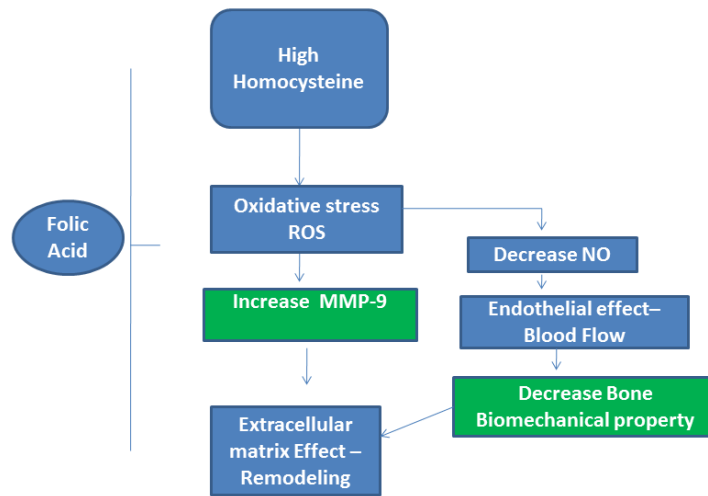 High
Homocysteine
Folic
Acid
Oxidative stress
ROS
Decrease NO
Increase MMP-9
Endothelial effect–
Blood Flow
Decrease Bone
Biomechanical property
Extracellular
matrix Effect –
Remodeling